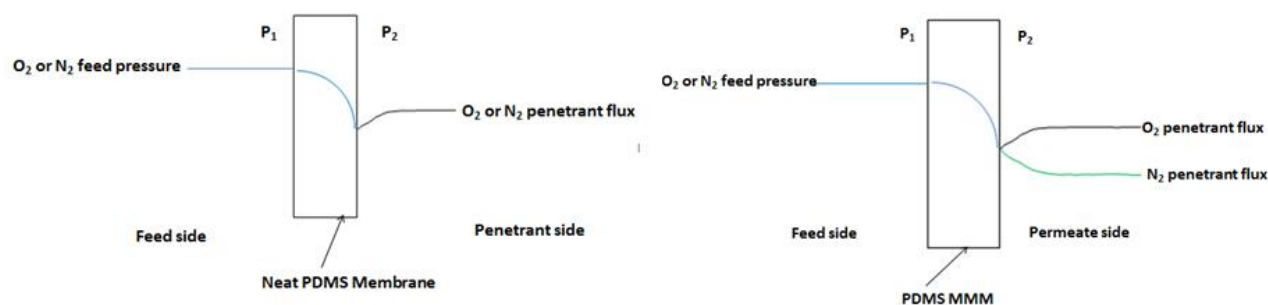 P₁
P₂
O₂ or N₂ feed pressure
O₂ or N₂ penetrant flux
Feed side
Penetrant side
Neat PDMS Membrane
P₁
P₂
O₂ or N₂ feed pressure
O₂ penetrant flux
N₂ penetrant flux
Feed side
Permeate side
PDMS MMM